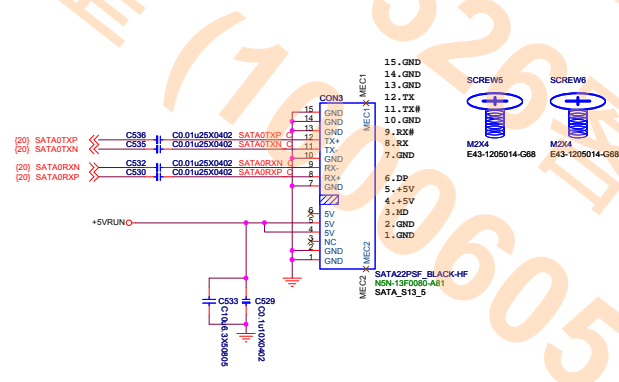 15.GND
14.GND
13.GND
12.TX
11.TX#
10.GND
9.RX#
8.RX
7.GND
6.DP
5.+5V
4.+5V
3.MD
2.GND
1.GND
SCREW5
M2X4
E43-1205014-G68
SCREW6
M2X4
E43-1205014-G68
CON3
MEC1
MEC1
15 GND
14 GND
13 GND
12 TX+
11 TX-
10 GND
9 RX-
8 RX+
7 GND
6 5V
5 5V
4 5V
3 NC
2 GND
1 GND
MEC2
MEC2
SATA22PSF_BLACK-HF
N5N-13F0080-A81
SATA_S13_5
{20} SATA0TXP C536 C0.01u25X0402 SATA0TXP_C
{20} SATA0TXN C535 C0.01u25X0402 SATA0TXN_C
{20} SATA0RXN C532 C0.01u25X0402 SATA0RXN_C
{20} SATA0RXP C530 C0.01u25X0402 SATA0RXP_C
+5VRUN
C533
C10u6.3X50805
C529
C0.1u10X0402